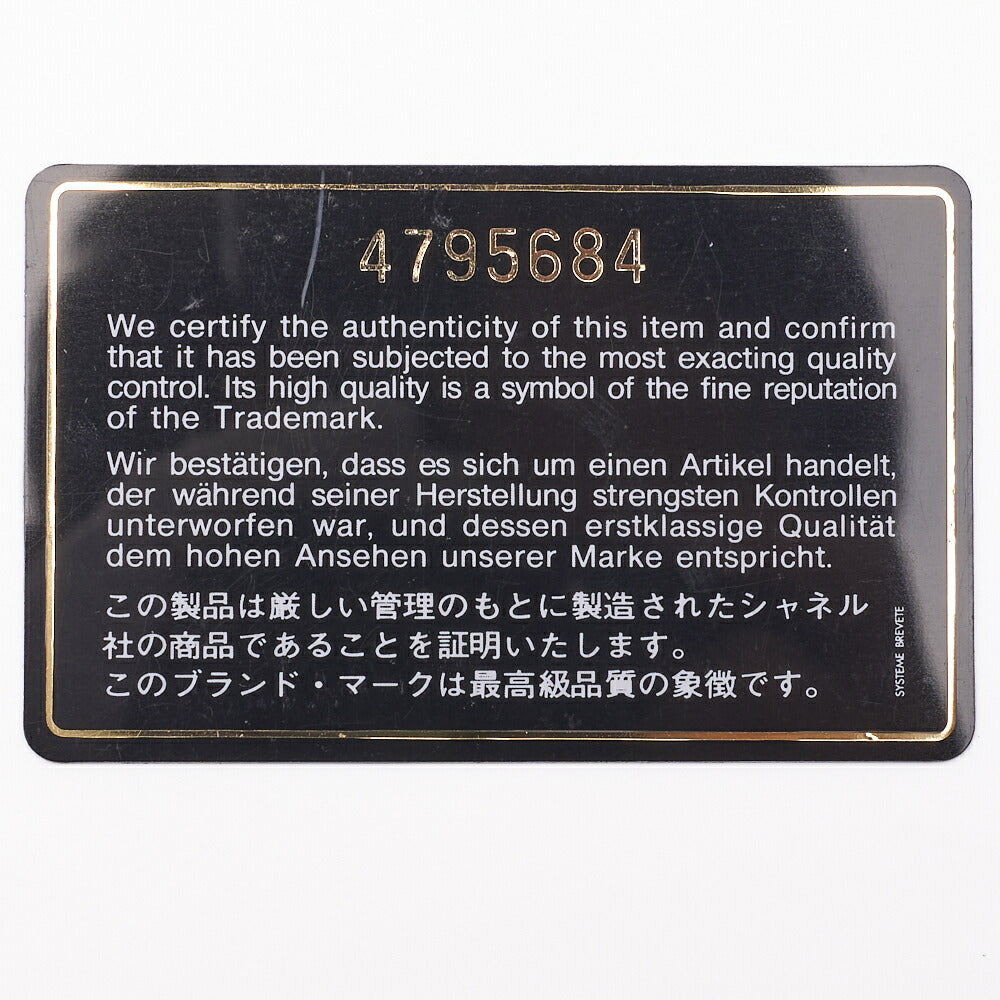 4795684
We certify the authenticity of this item and confirm
that it has been subjected to the most exacting quality
control. Its high quality is a symbol of the fine reputation
of the Trademark.
Wir bestätigen, dass es sich um einen Artikel handelt,
der während seiner Herstellung strengsten Kontrollen
unterworfen war, und dessen erstklassige Qualität
dem hohen Ansehen unserer Marke entspricht.
この製品は厳しい管理のもとに製造されたシャネル
社の商品であることを証明いたします。
このブランド・マークは最高級品質の象徴です。
SYSTEME BREVETE